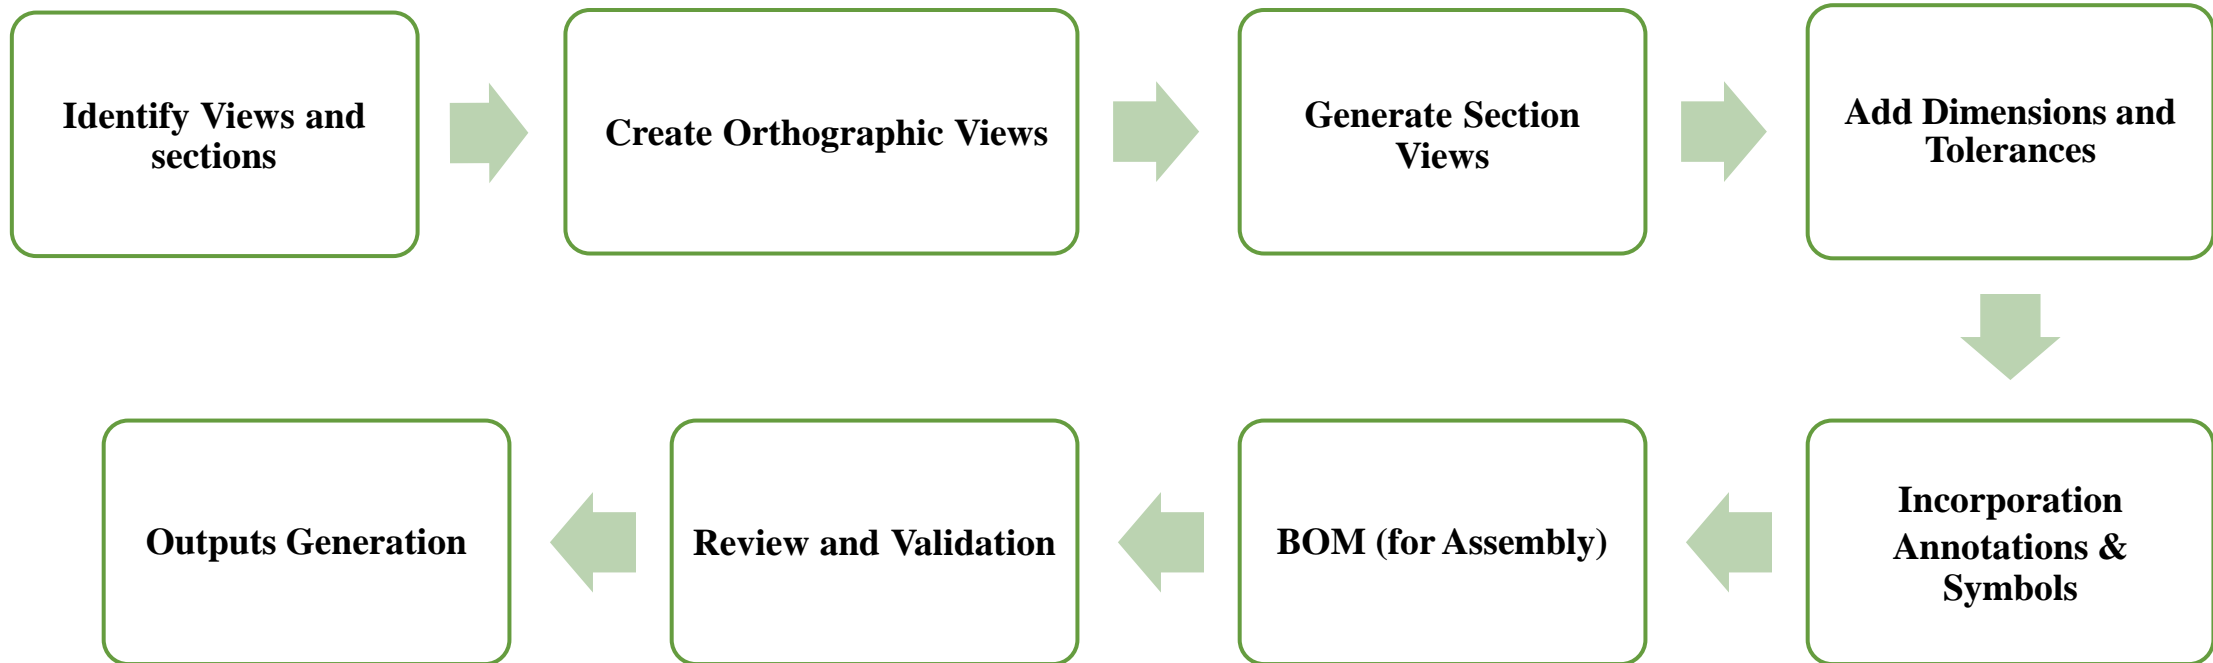 Identify Views and
sections
Create Orthographic Views
Generate Section
Views
Add Dimensions and
Tolerances
Incorporation
Annotations &
Symbols
BOM (for Assembly)
Review and Validation
Outputs Generation